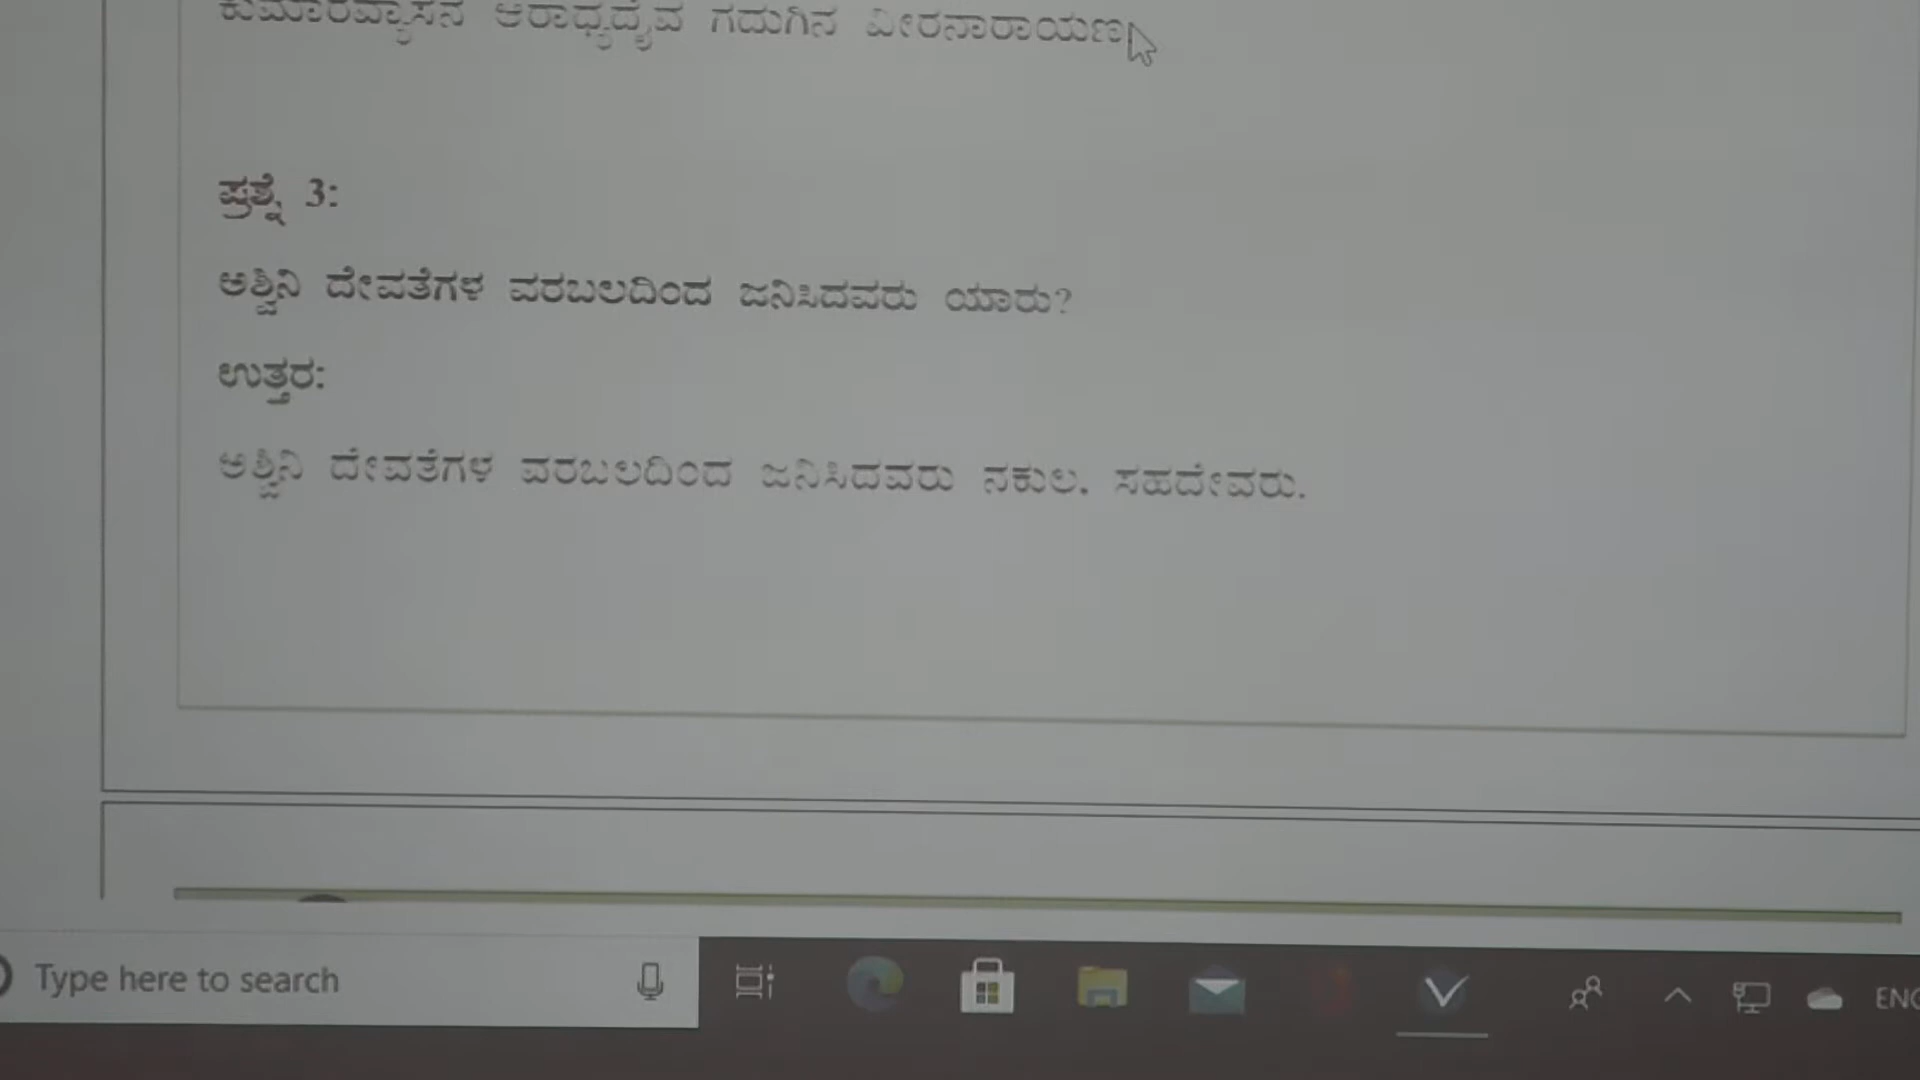 ಕುಮಾರವ್ಯಾಸನ ಆರಾಧ್ಯದೈವ ಗದುಗಿನ ವೀರನಾರಾಯಣ
ಪ್ರಶ್ನೆ 3:
ಅಶ್ವಿನಿ ದೇವತೆಗಳ ವರಬಲದಿಂದ ಜನಿಸಿದವರು ಯಾರು?
ಉತ್ತರ:
ಅಶ್ವಿನಿ ದೇವತೆಗಳ ವರಬಲದಿಂದ ಜನಿಸಿದವರು ನಕುಲ. ಸಹದೇವರು.
Type here to search
ENG